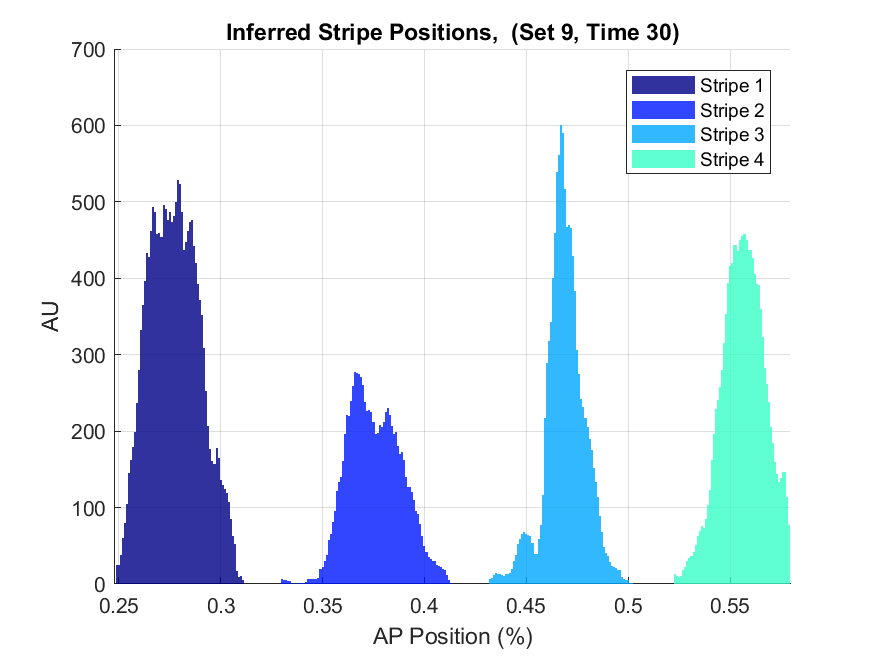 Inferred Stripe Positions,  (Set 9, Time 30)
700
600
500
400
300
200
100
0
AU
Stripe 1
Stripe 2
Stripe 3
Stripe 4
0.25 0.3 0.35 0.4 0.45 0.5 0.55
AP Position (%)